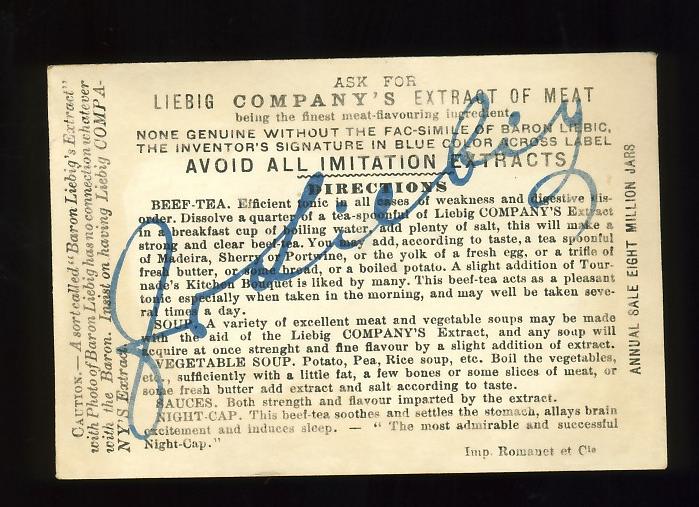 ASK FOR
LIEBIG COMPANY'S EXTRACT OF MEAT
being the finest meat-flavouring ingredient
NONE GENUINE WITHOUT THE FAC-SIMILE OF BARON LIEBIG,
THE INVENTOR'S SIGNATURE IN BLUE COLOR ACROSS LABEL
AVOID ALL IMITATION EXTRACTS
DIRECTIONS
BEEF-TEA. Efficient tonic in all cases of weakness and digestive dis-
order. Dissolve a quarter of a tea-spoonful of Liebig COMPANY'S Extract
in a breakfast cup of boiling water, add plenty of salt, this will make a
strong and clear beef-tea. You may add, according to taste, a tea spoonful
of Madeira, Sherry or Portwine, or the yolk of a fresh egg, or a trifle of
fresh butter, or some bread, or a boiled potato. A slight addition of Tour-
nade's Kitchen Bouquet is liked by many. This beef-tea acts as a pleasant
tonic especially when taken in the morning, and may well be taken seve-
ral times a day.
SOUP. A variety of excellent meat and vegetable soups may be made
with the aid of the Liebig COMPANY'S Extract, and any soup will
acquire at once strenght and fine flavour by a slight addition of extract.
VEGETABLE SOUP. Potato, Pea, Rice soup, etc. Boil the vegetables,
etc., sufficiently with a little fat, a few bones or some slices of meat, or
some fresh butter add extract and salt according to taste.
SAUCES. Both strength and flavour imparted by the extract.
NIGHT-CAP. This beef-tea soothes and settles the stomach, allays brain
excitement and induces sleep. — "The most admirable and successful
Night-Cap."
Imp. Romanet et Cie
CAUTION.—A sort called "Baron Liebig's Extract"
with Photo of Baron Liebig has no connection whatever
with the Baron. Insist on having Liebig COMPA-
NY'S Extract
ANNUAL SALE EIGHT MILLION JARS
J. v Liebig